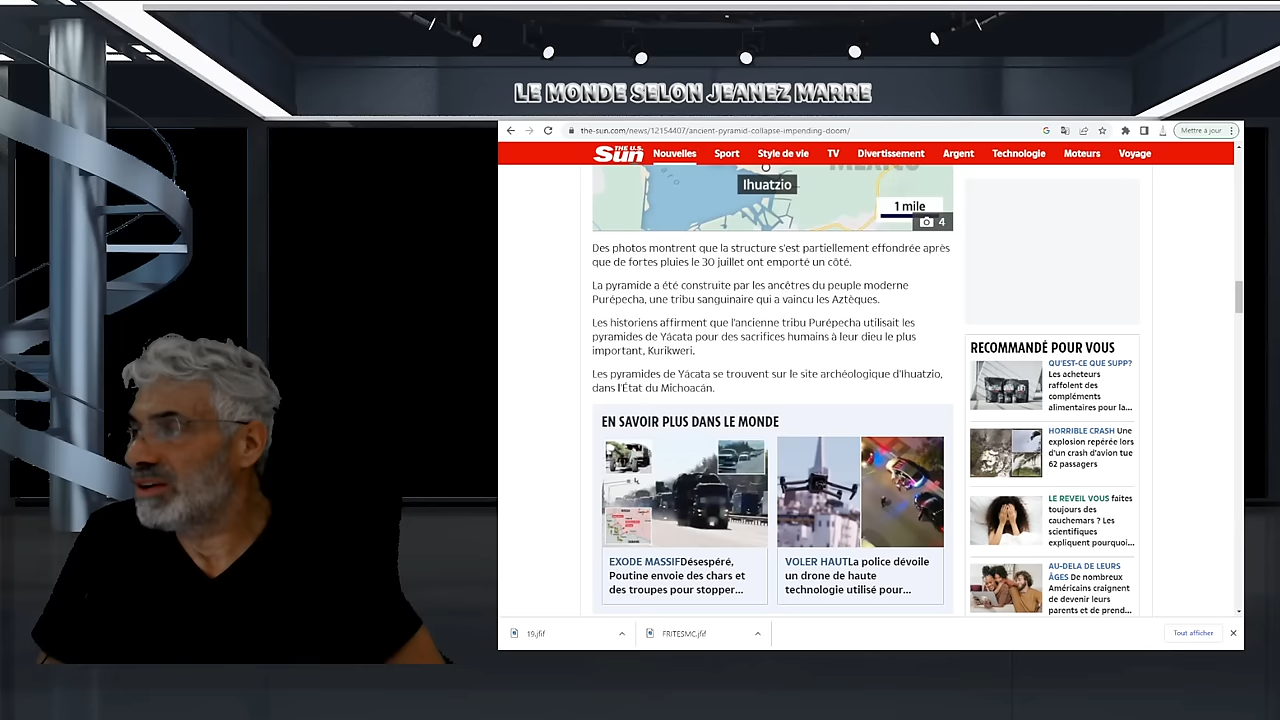 LE MONDE SELON JEANEZ MARRE
the-sun.com/news/12154407/ancient-pyramid-collapse-impending-doom/
Mettre à jour
THE U.S. Sun
Nouvelles Sport Style de vie TV Divertissement Argent Technologie Moteurs Voyage
Ihuatzio
1 mile
4
Des photos montrent que la structure s'est partiellement effondrée après
que de fortes pluies le 30 juillet ont emporté un côté.
La pyramide a été construite par les ancêtres du peuple moderne
Purépecha, une tribu sanguinaire qui a vaincu les Aztèques.
Les historiens affirment que l'ancienne tribu Purépecha utilisait les
pyramides de Yácata pour des sacrifices humains à leur dieu le plus
important, Kurikweri.
Les pyramides de Yácata se trouvent sur le site archéologique d'Ihuatzio,
dans l'État du Michoacán.
EN SAVOIR PLUS DANS LE MONDE
EXODE MASSIFDésespéré,
Poutine envoie des chars et
des troupes pour stopper...
VOLER HAUTLa police dévoile
un drone de haute
technologie utilisé pour...
RECOMMANDÉ POUR VOUS
QU'EST-CE QUE SUPP?
Les acheteurs
raffolent des
compléments
alimentaires pour la...
HORRIBLE CRASH Une
explosion repérée lors
d'un crash d'avion tue
62 passagers
LE REVEIL VOUS faites
toujours des
cauchemars ? Les
scientifiques
expliquent pourquoi...
AU-DELA DE LEURS
ÂGES De nombreux
Américains craignent
de devenir leurs
parents et de prend...
19.jfif
FRITESMC.jfif
Tout afficher